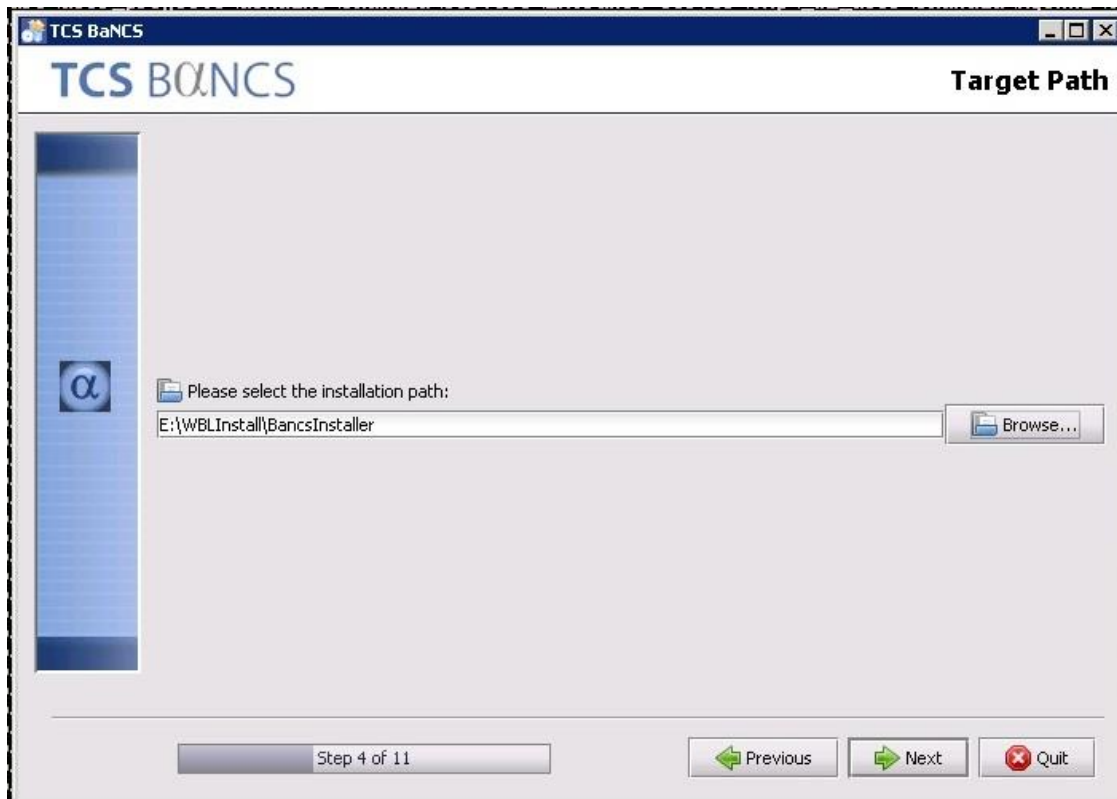 TCS BaNCS
TCS BαNCS
Target Path
α
Please select the installation path:
E:\WBLInstall\BancsInstaller
Browse...
Step 4 of 11
Previous
Next
Quit